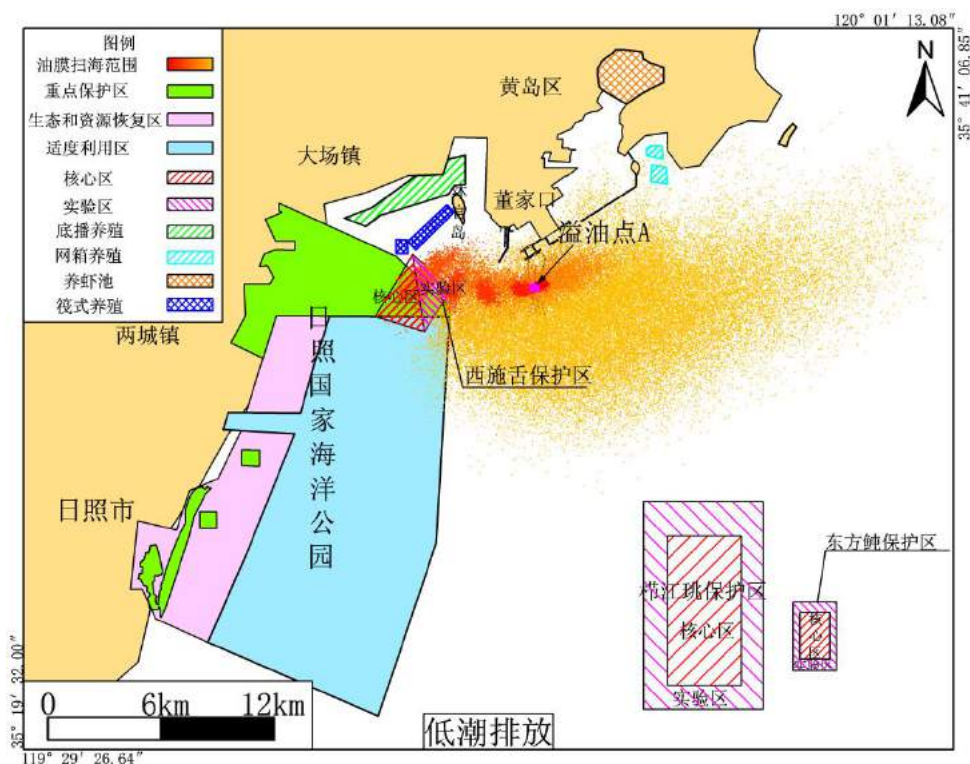 120° 01′ 13.08″
35° 41′ 06.85″
N
图例
油膜扫海范围
重点保护区
生态和资源恢复区
适度利用区
核心区
实验区
底播养殖
网箱养殖
养虾池
筏式养殖
黄岛区
大场镇
董家口
溢油点A
核心区
实验区
两城镇
西施舌保护区
日照国家海洋公园
日照市
东方鲀保护区
栉江珧保护区
核心区
实验区
核心区
实验区
0 6km 12km
低潮排放
35° 19′ 32.00″
119° 29′ 26.64″